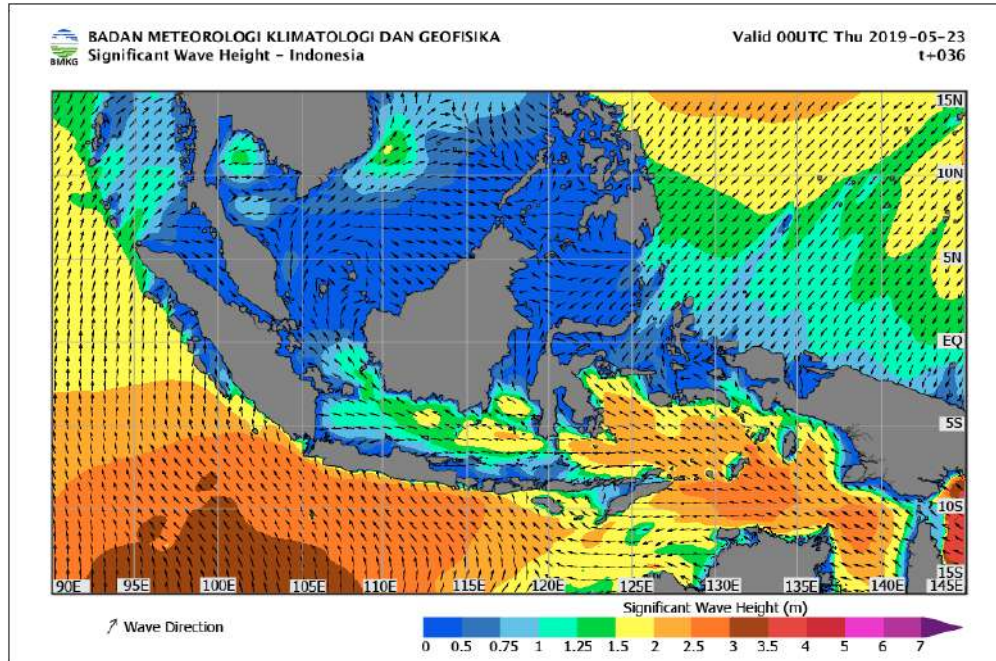 BADAN METEOROLOGI KLIMATOLOGI DAN GEOFISIKA
Significant Wave Height - Indonesia
BMKG
Valid 00UTC Thu 2019-05-23
t+036
15N
10N
5N
EQ
5S
10S
15S
90E 95E 100E 105E 110E 115E 120E 125E 130E 135E 140E 145E
Wave Direction
Significant Wave Height (m)
0 0.5 0.75 1 1.25 1.5 2 2.5 3 3.5 4 5 6 7